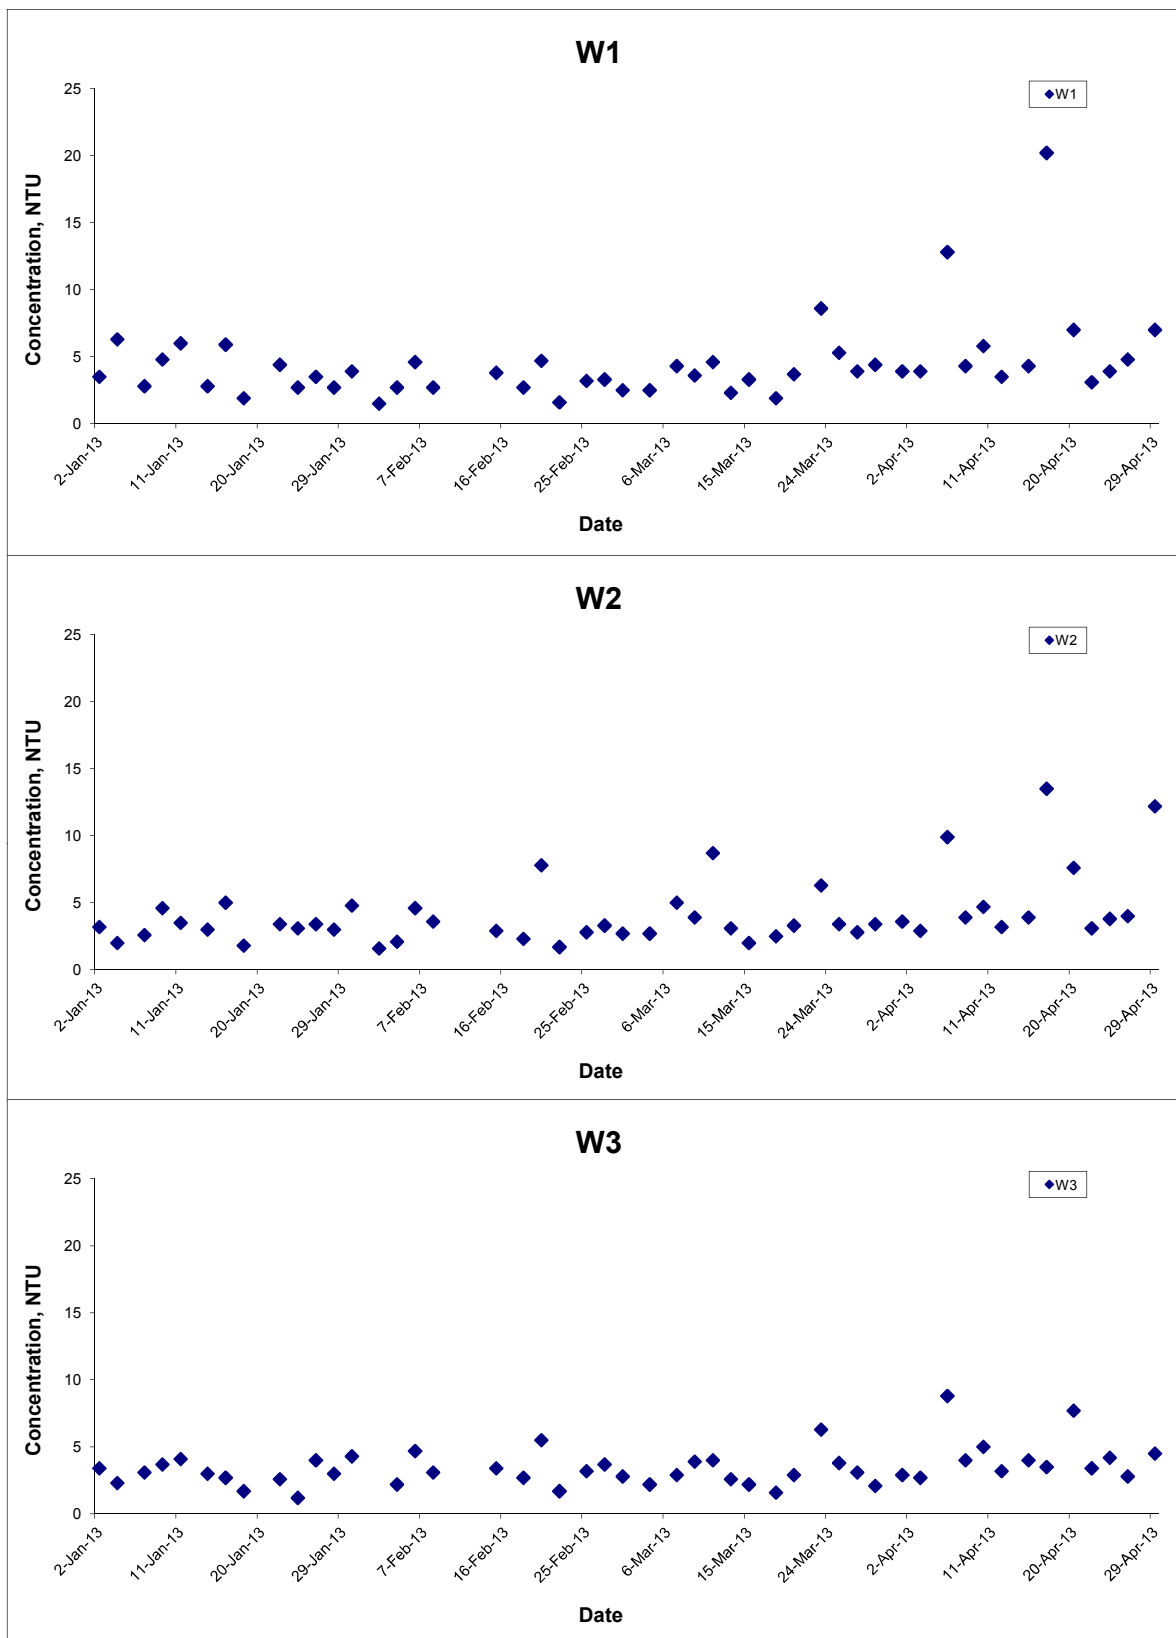 W1
25
W1
20
15
10
5
0
Concentration, NTU
2-Jan-13
11-Jan-13
20-Jan-13
29-Jan-13
7-Feb-13
16-Feb-13
25-Feb-13
6-Mar-13
15-Mar-13
24-Mar-13
2-Apr-13
11-Apr-13
20-Apr-13
29-Apr-13
Date
W2
25
W2
20
15
10
5
0
Concentration, NTU
2-Jan-13
11-Jan-13
20-Jan-13
29-Jan-13
7-Feb-13
16-Feb-13
25-Feb-13
6-Mar-13
15-Mar-13
24-Mar-13
2-Apr-13
11-Apr-13
20-Apr-13
29-Apr-13
Date
W3
25
W3
20
15
10
5
0
Concentration, NTU
2-Jan-13
11-Jan-13
20-Jan-13
29-Jan-13
7-Feb-13
16-Feb-13
25-Feb-13
6-Mar-13
15-Mar-13
24-Mar-13
2-Apr-13
11-Apr-13
20-Apr-13
29-Apr-13
Date